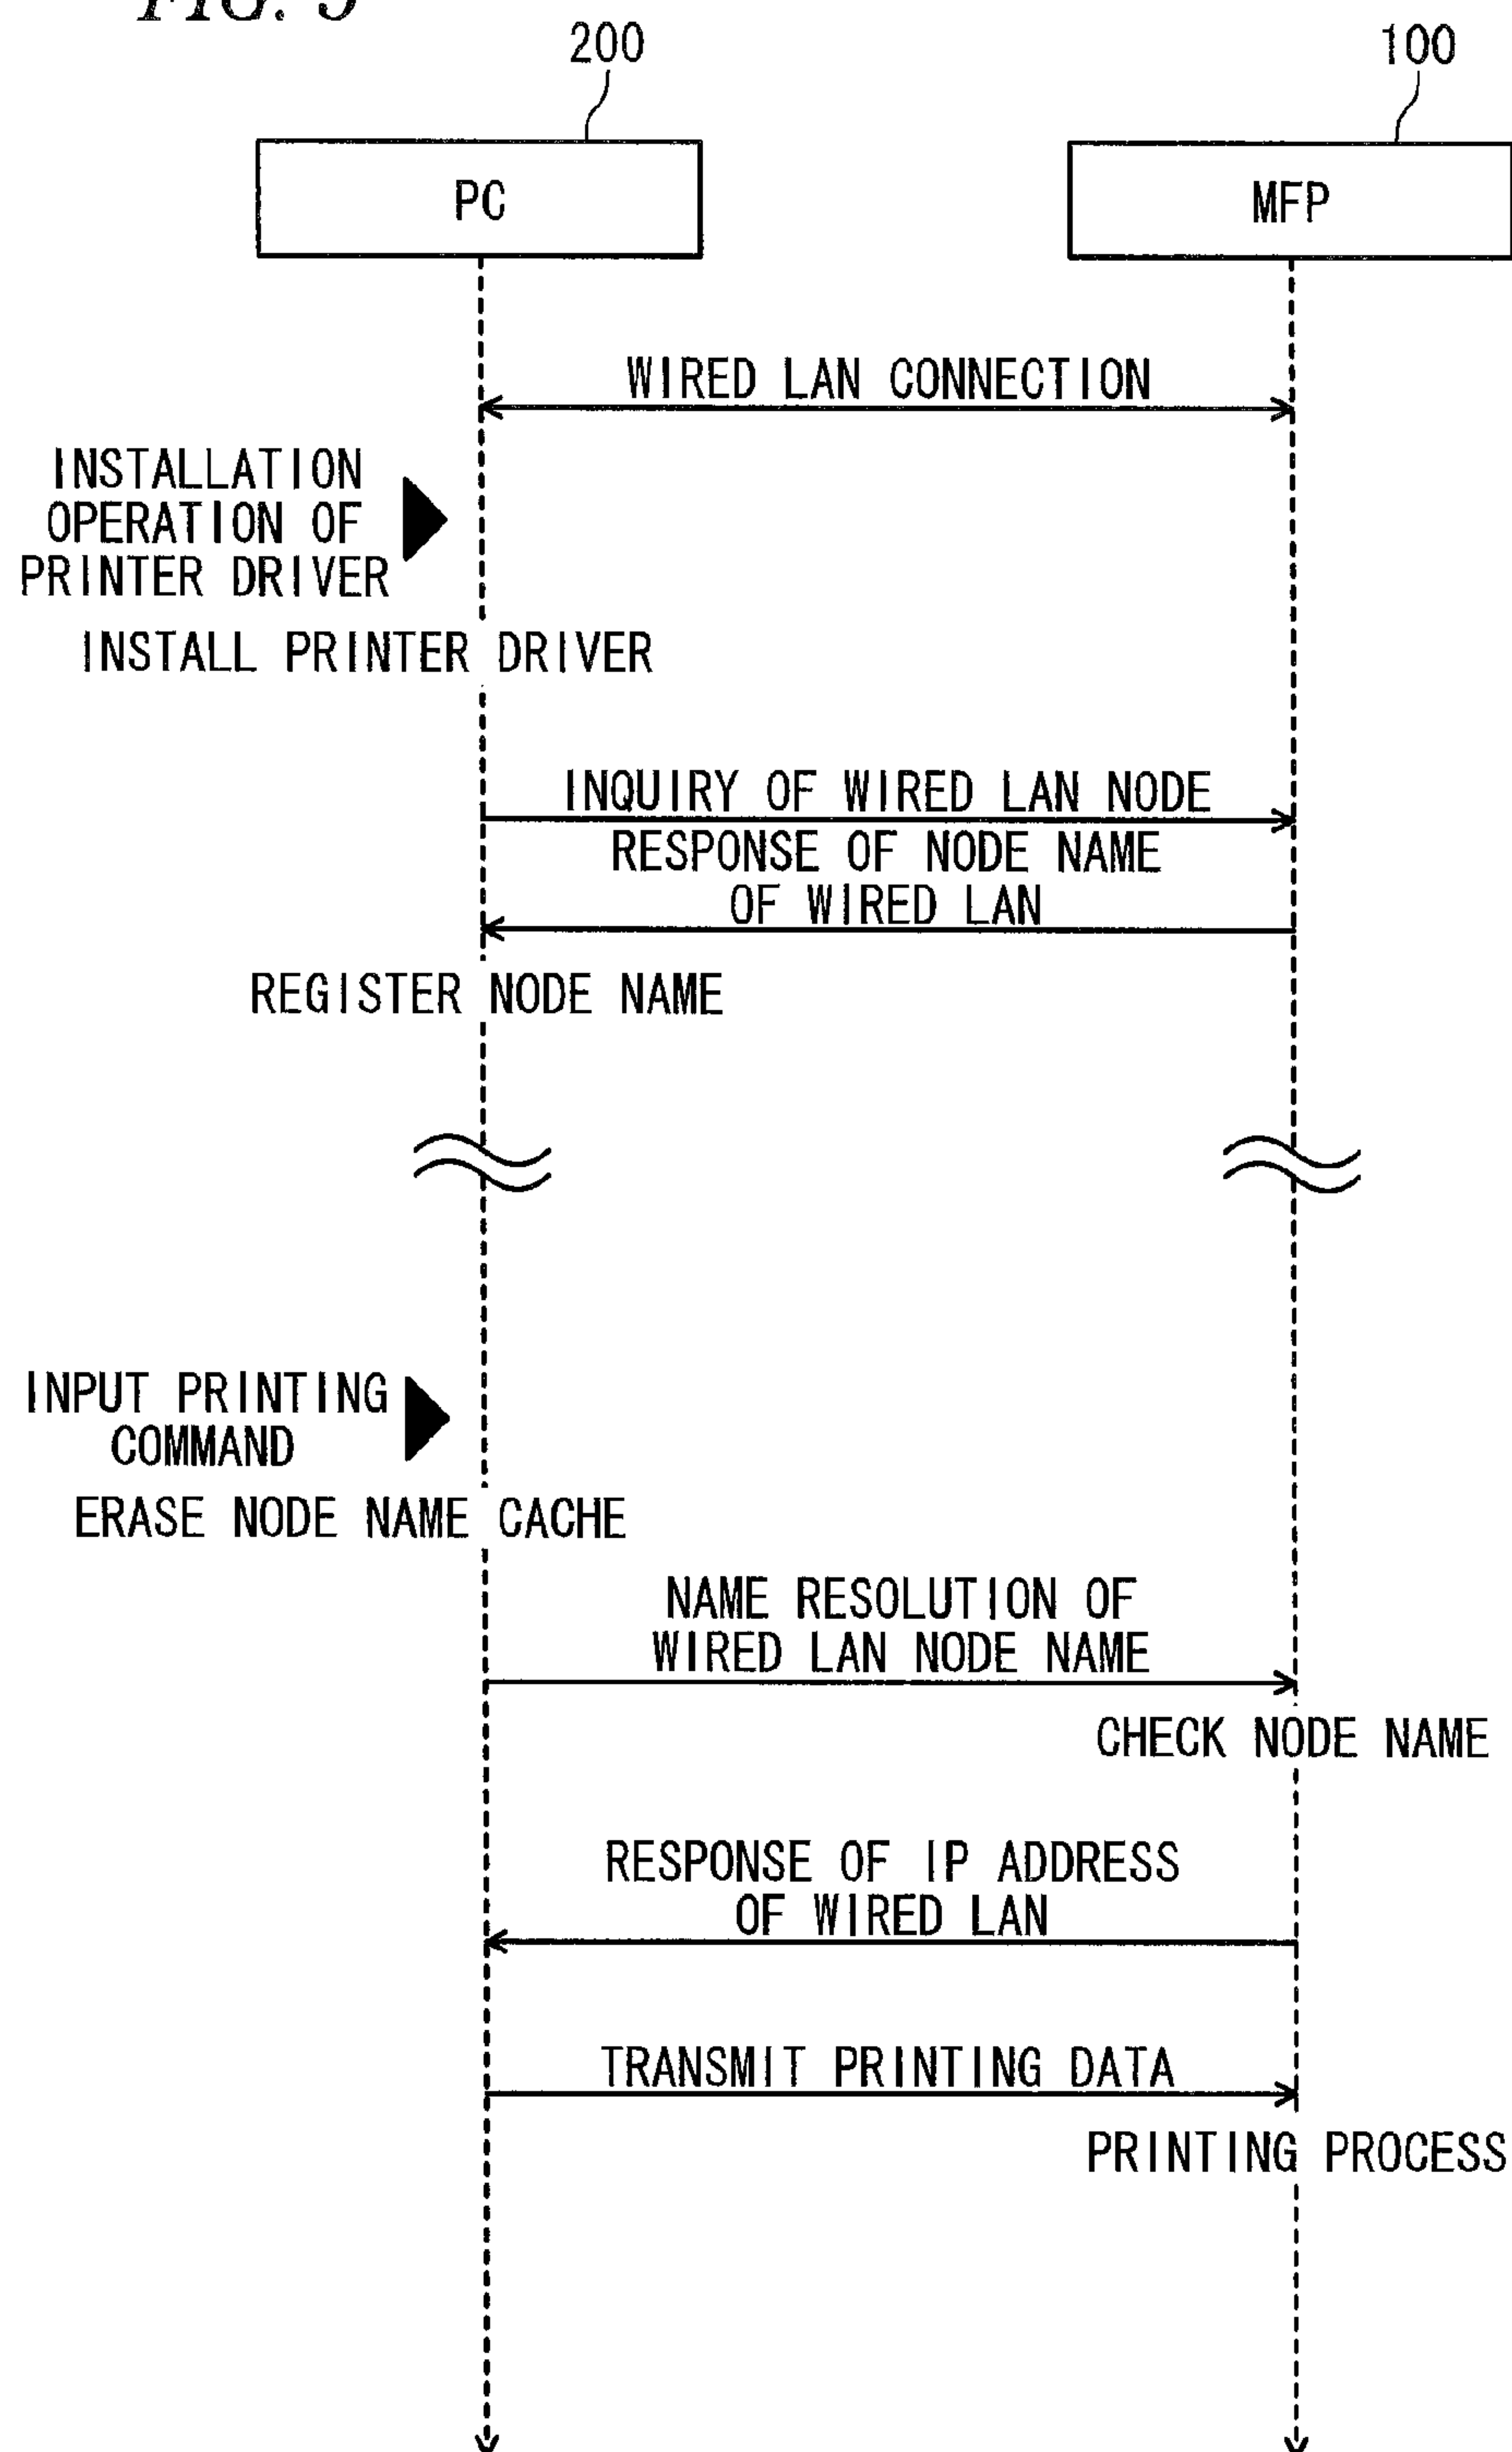 FIG.
200
100
PC
MFP
WIRED LAN CONNECTION
INSTALLATION
OPERATION OF
PRINTER DRIVER
INSTALL PRINTER DRIVER
INQUIRY OF WIRED LAN NODE
RESPONSE OF NODE NAME
OF WIRED LAN
REGISTER NODE NAME
INPUT PRINTING
COMMAND
ERASE NODE NAME CACHE
NAME RESOLUTION OF
WIRED LAN NODE NAME
CHECK NODE NAME
RESPONSE OF IP ADDRESS
OF WIRED LAN
TRANSMIT PRINTING DATA
PRINTING PROCESS